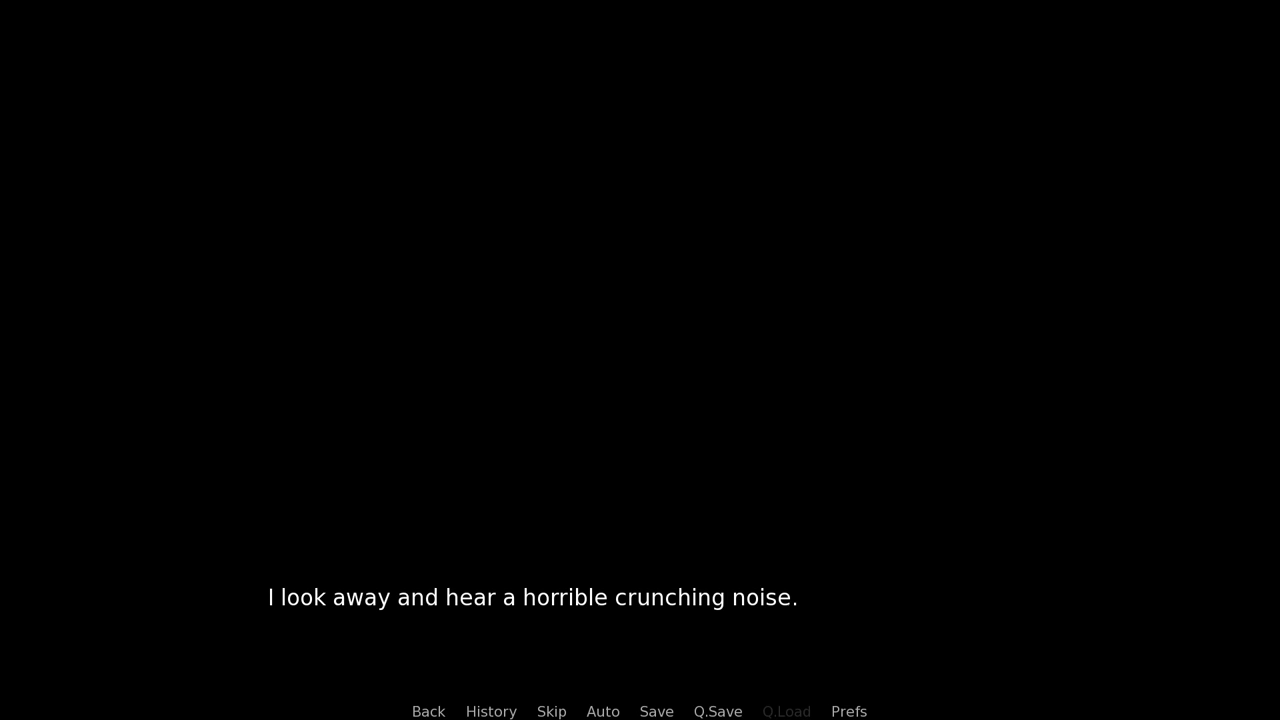 I look away and hear a horrible crunching noise.
Back History Skip Auto Save Q.Save Q.Load Prefs